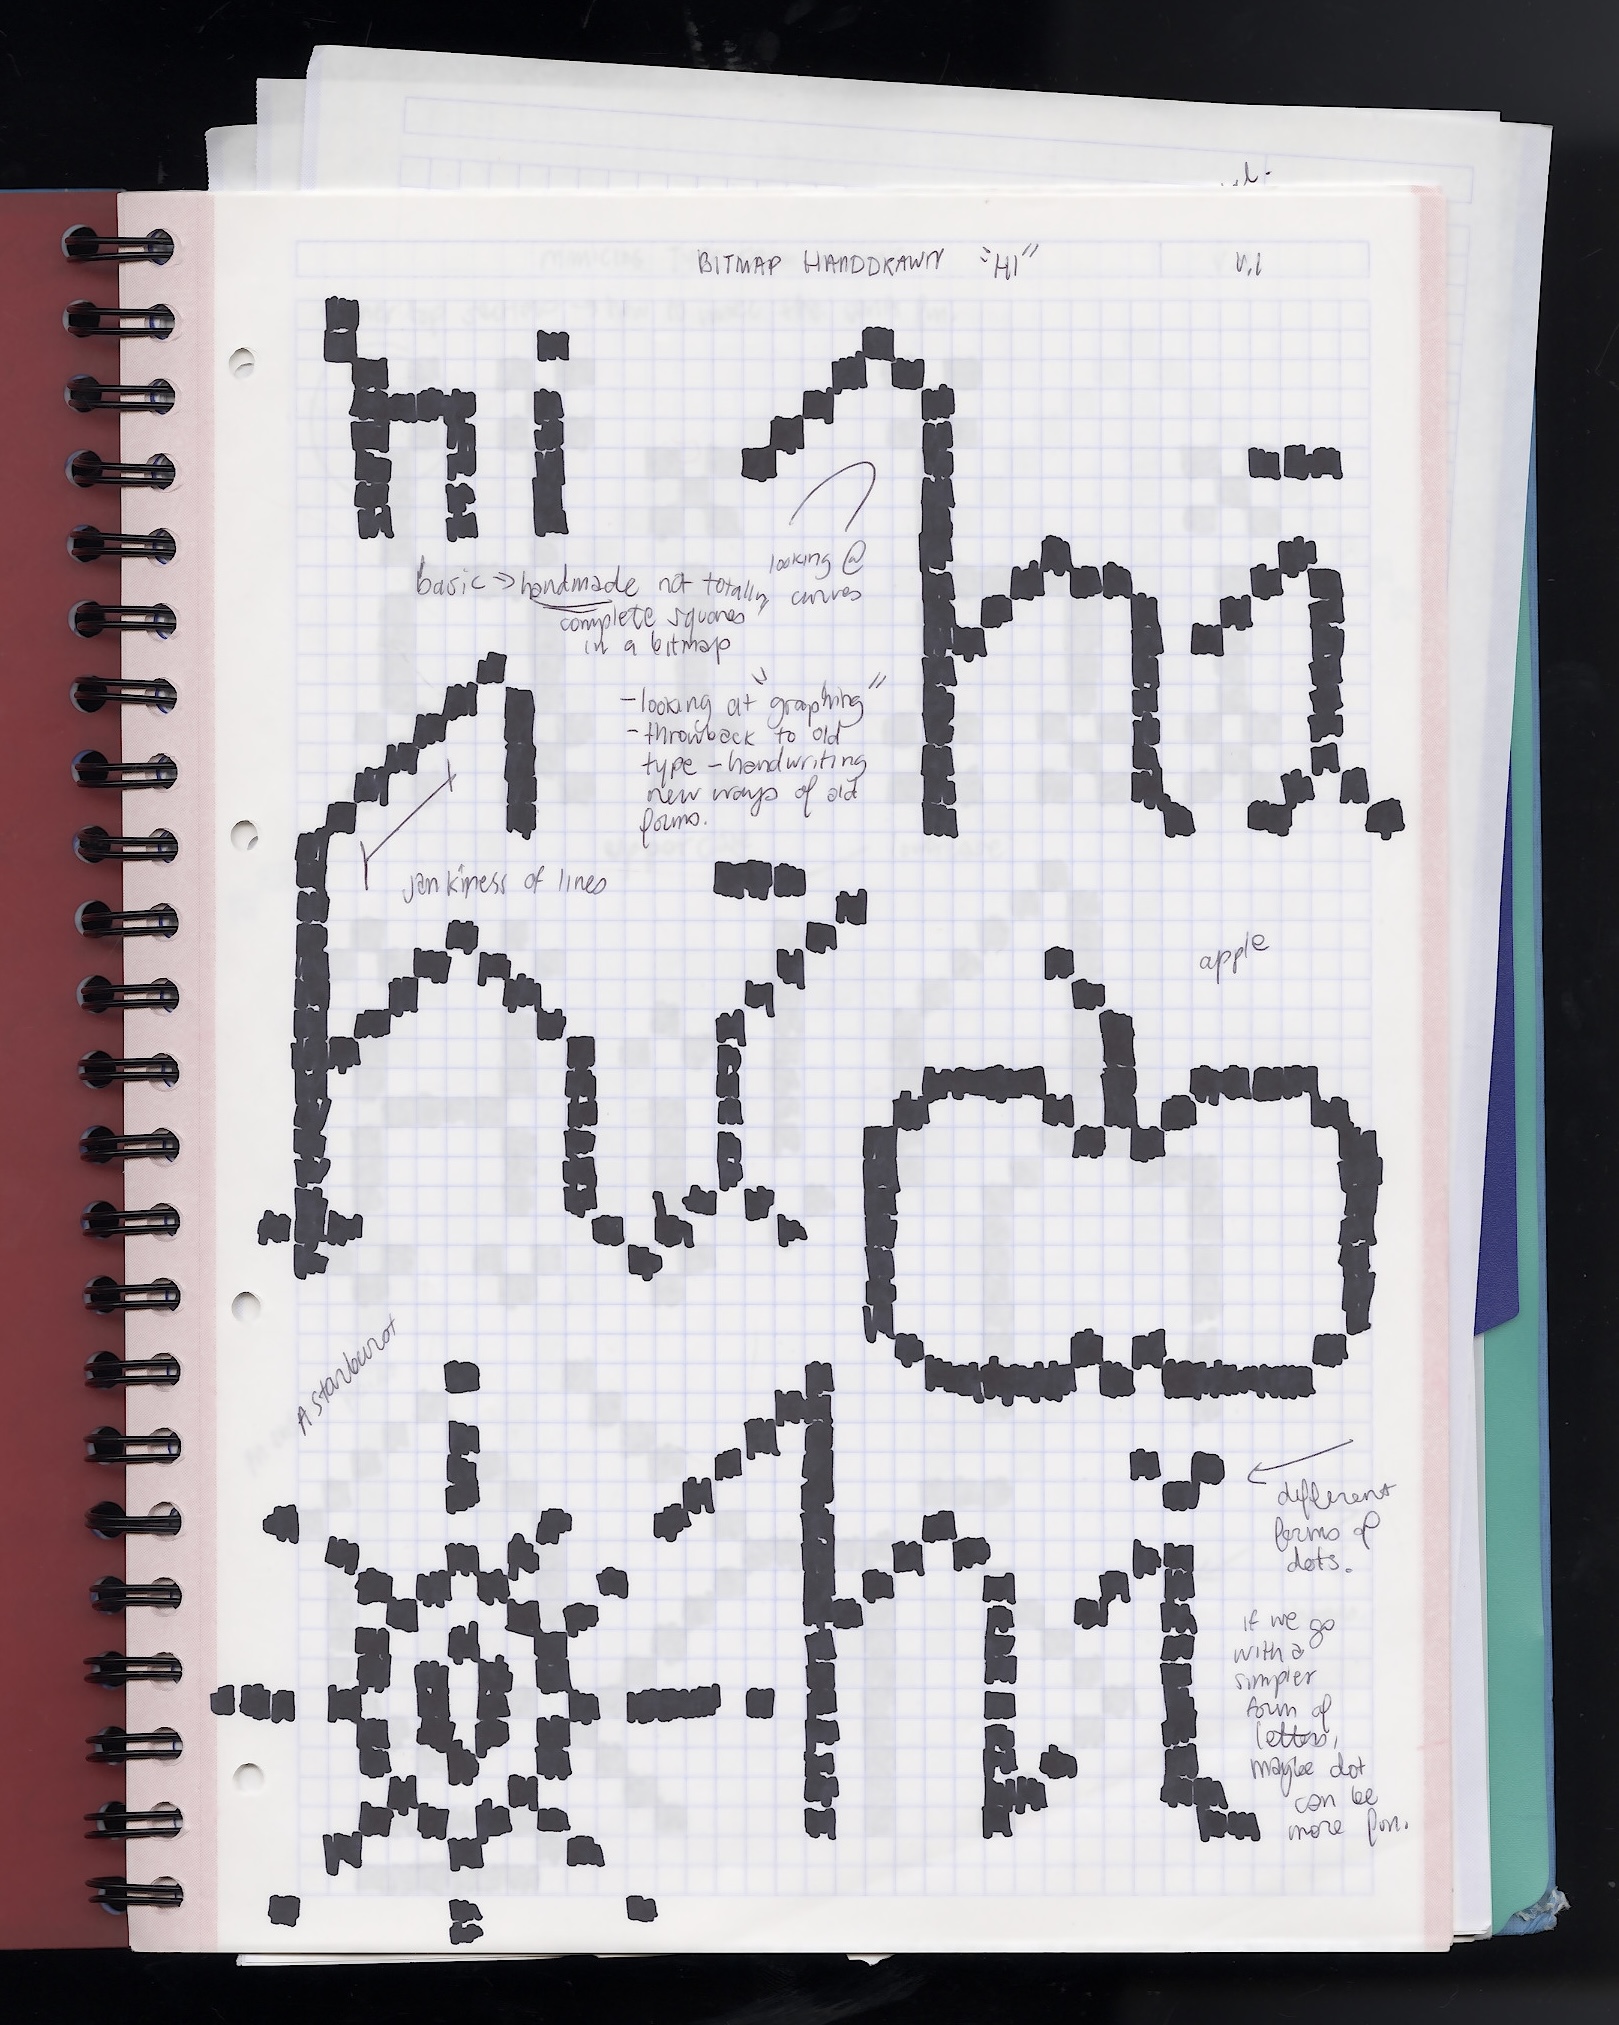 BITMAP HANDDRAWN "HI"
v.1
hi
hi
looking @
curves
basic => handmade not totally
complete squares
in a bitmap
- looking at "graphing"
- throwback to old
type - handwriting
new ways of old
forms.
jankiness of lines
hi
apple
A starburst
hi
different
forms of
dots.
if we go
with a
simpler
form of
letters,
maybe dot
can be
more fun.